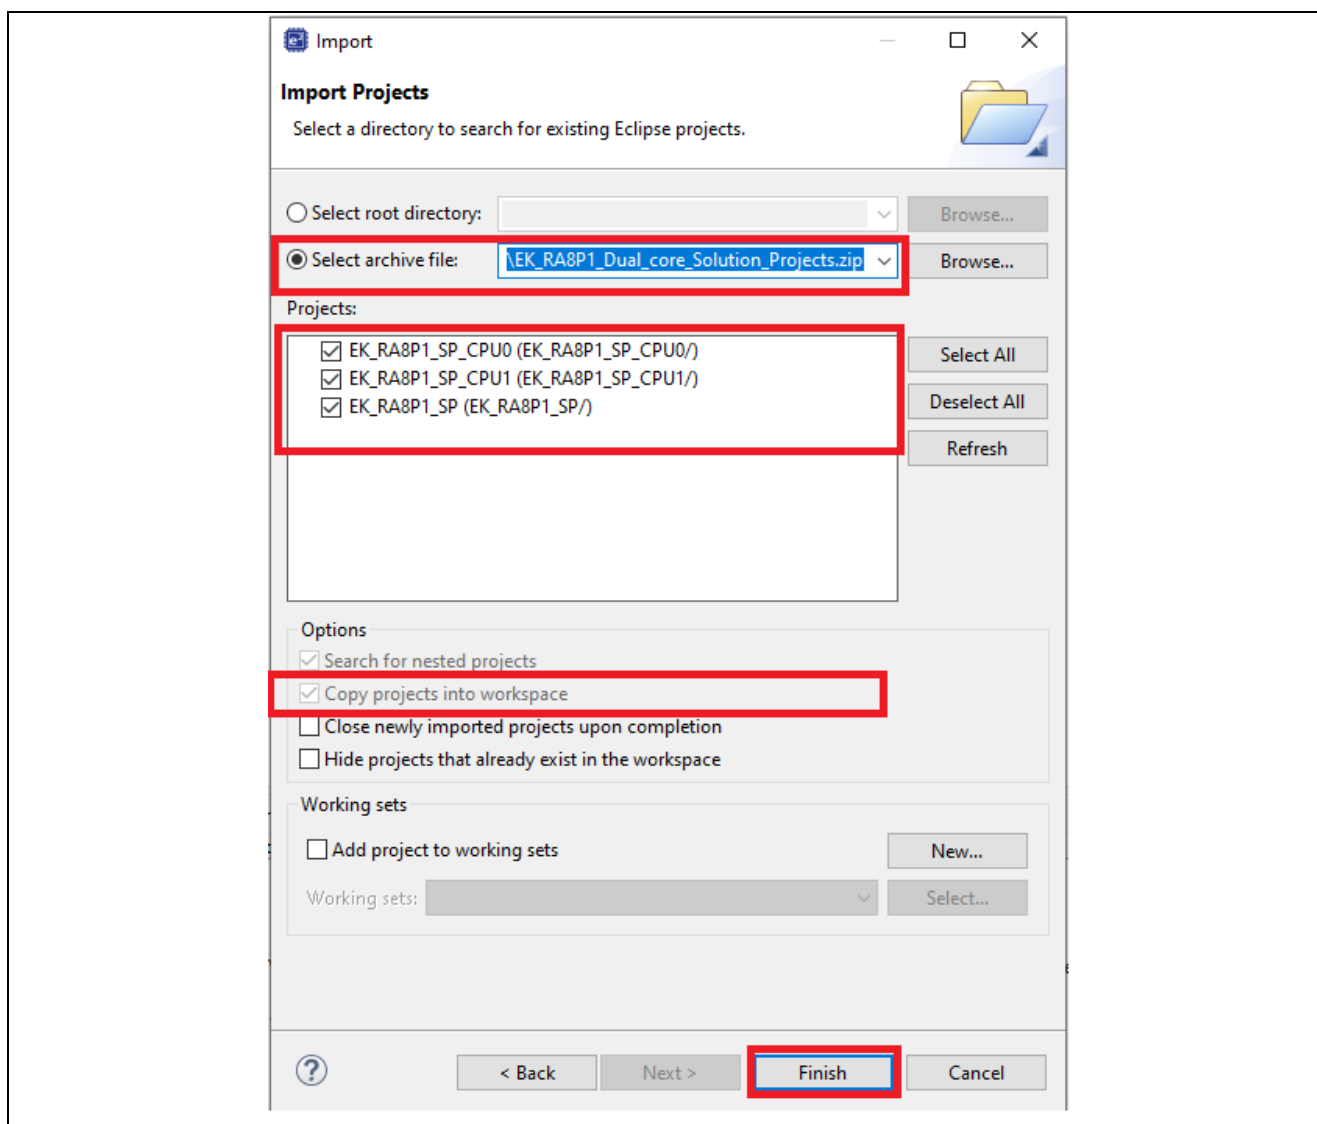 Import
Import Projects
Select a directory to search for existing Eclipse projects.
Select root directory:
Browse...
Select archive file:
\EK_RA8P1_Dual_core_Solution_Projects.zip
Browse...
Projects:
EK_RA8P1_SP_CPU0 (EK_RA8P1_SP_CPU0/)
EK_RA8P1_SP_CPU1 (EK_RA8P1_SP_CPU1/)
EK_RA8P1_SP (EK_RA8P1_SP/)
Select All
Deselect All
Refresh
Options
Search for nested projects
Copy projects into workspace
Close newly imported projects upon completion
Hide projects that already exist in the workspace
Working sets
Add project to working sets
New...
Working sets:
Select...
?
< Back
Next >
Finish
Cancel